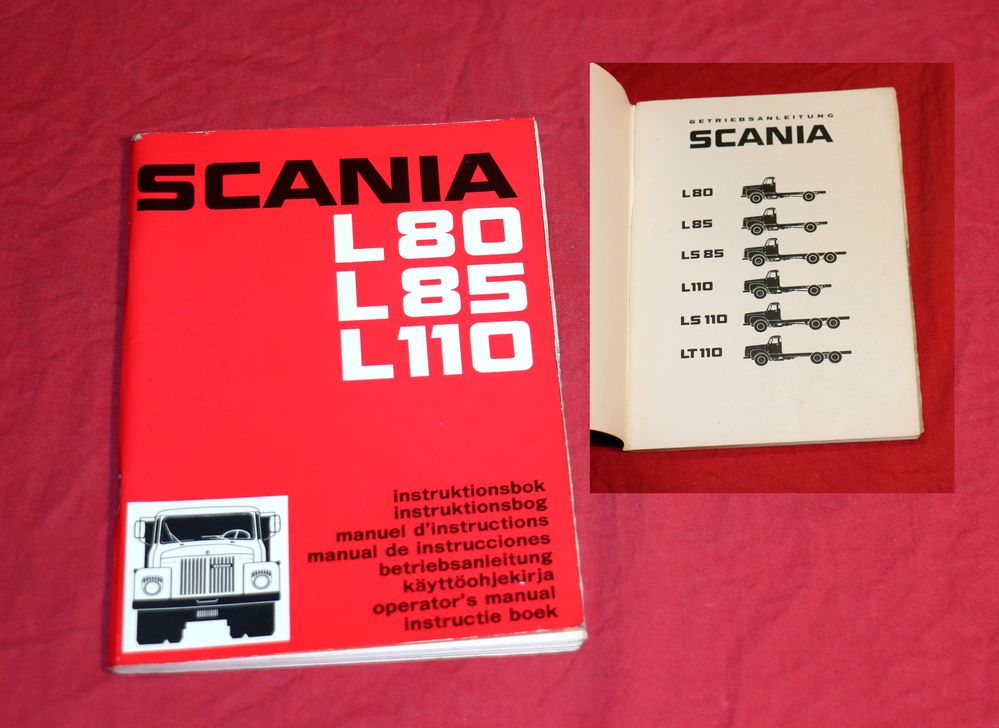 SCANIA
L80
L85
L110
instruktionsbok
instruktionsbog
manuel d'instructions
manual de instrucciones
betriebsanleitung
käyttöohjekirja
operator's manual
instructie boek
BETRIEBSANLEITUNG
SCANIA
L80
L85
LS 85
L110
LS 110
LT 110